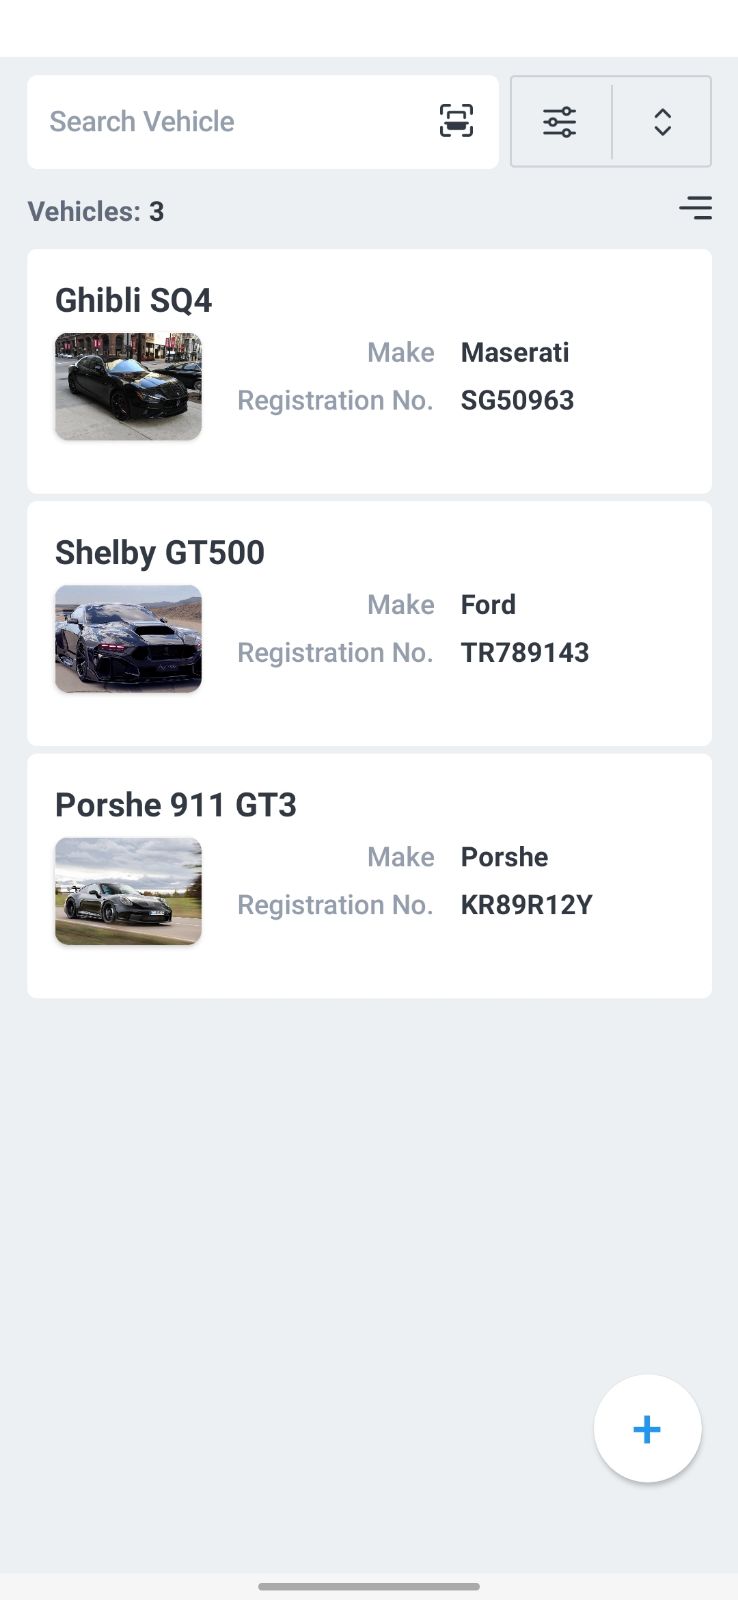 Search Vehicle
Vehicles: 3
Ghibli SQ4
Make Maserati
Registration No. SG50963
Shelby GT500
Make Ford
Registration No. TR789143
Porshe 911 GT3
Make Porshe
Registration No. KR89R12Y